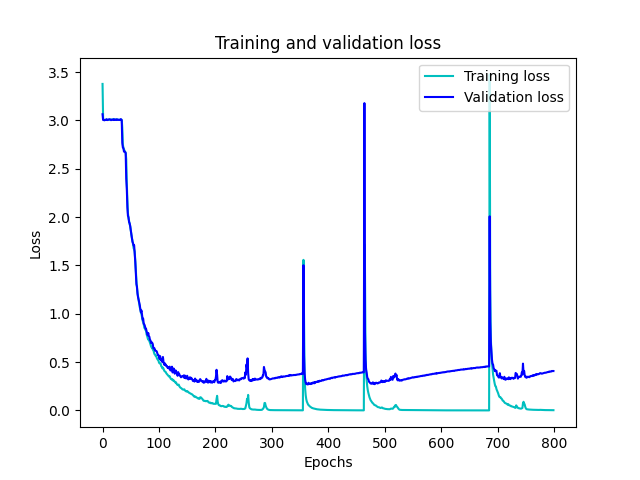 Training and validation loss
Training loss
Validation loss
3.5
3.0
2.5
2.0
1.5
1.0
0.5
0.0
Loss
0 100 200 300 400 500 600 700 800
Epochs